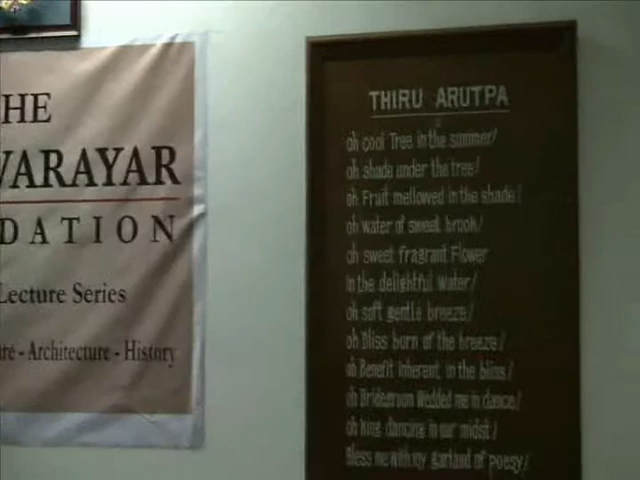 THE
VARAYAR
DATION
Lecture Series
- Architecture - History
THIRU ARUTPA
oh cool Tree in the summer!
oh shade under the tree!
oh Fruit mellowed in the shade!
oh water of sweet brook!
oh sweet fragrant Flower
In the delightful water!
oh soft gentle breeze!
oh Bliss born of the breeze!
oh Benefit inherent in the bliss!
oh Bridegroom Wedded me in dance!
oh king dancing in our midst!
Bless me with my garland of poesy!